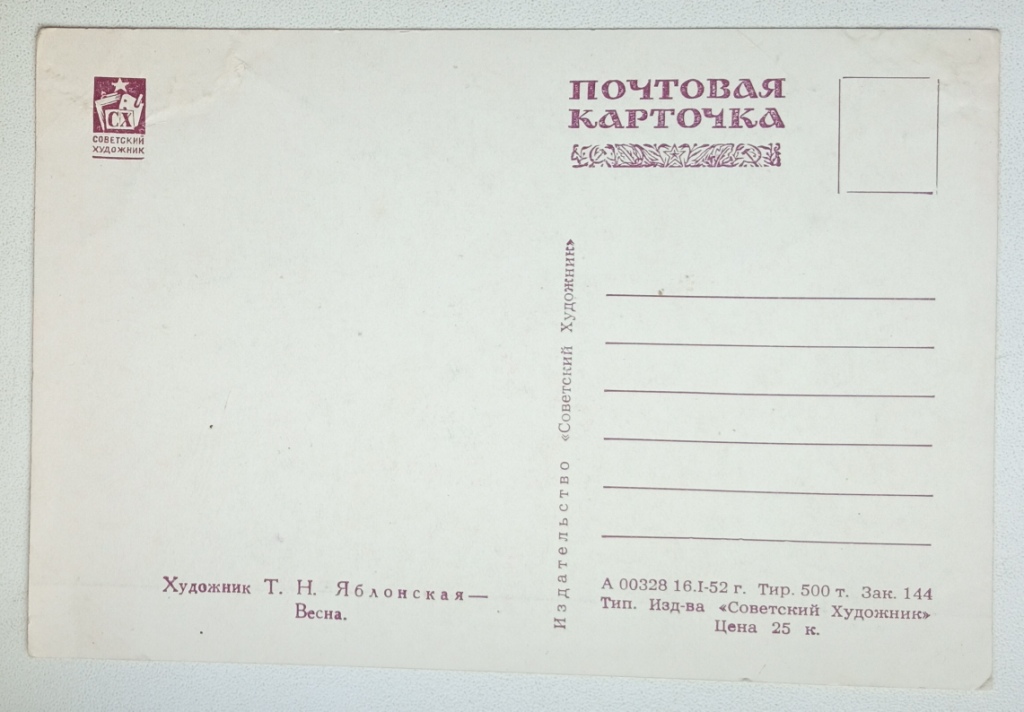 СХ
СОВЕТСКИЙ
ХУДОЖНИК
ПОЧТОВАЯ
КАРТОЧКА
Издательство «Советский Художник»
Художник Т. Н. Яблонская—
Весна.
А 00328 16.I-52 г. Тир. 500 т. Зак. 144
Тип. Изд-ва «Советский Художник»
Цена 25 к.